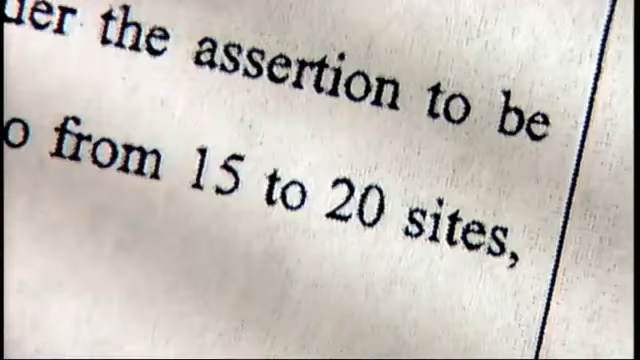 the assertion to be
from 15 to 20 sites,